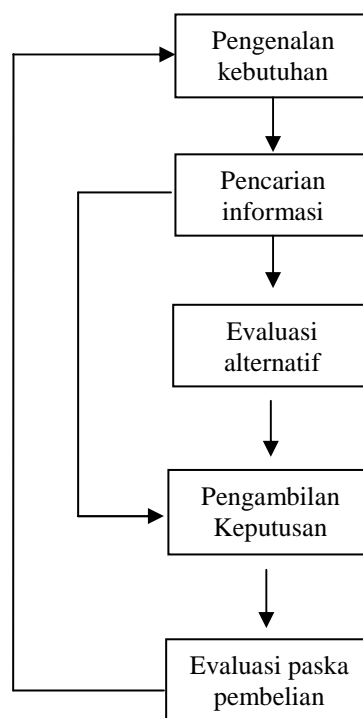 Pengenalan
kebutuhan
Pencarian
informasi
Evaluasi
alternatif
Pengambilan
Keputusan
Evaluasi paska
pembelian